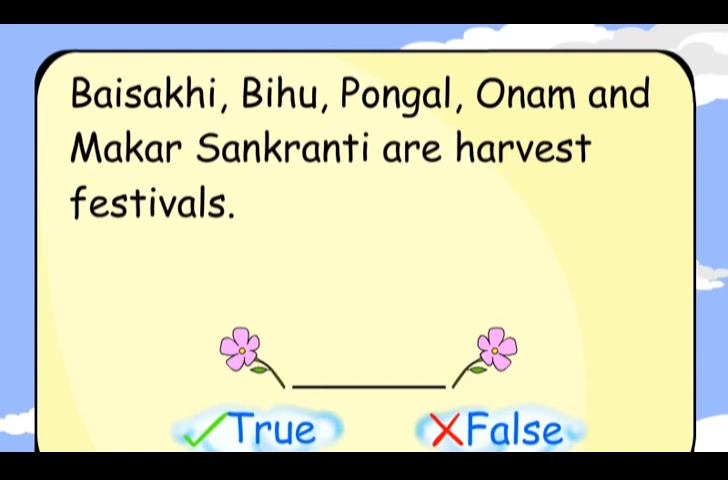 Baisakhi, Bihu, Pongal, Onam and
Makar Sankranti are harvest
festivals.
True False